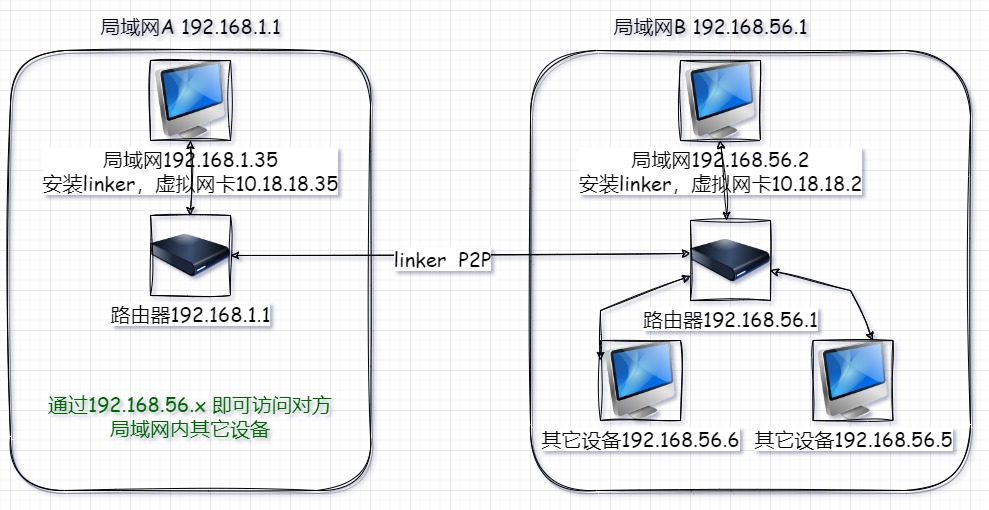 局域网A 192.168.1.1
局域网B 192.168.56.1
局域网192.168.1.35
安装linker，虚拟网卡10.18.18.35
局域网192.168.56.2
安装linker，虚拟网卡10.18.18.2
linker P2P
路由器192.168.1.1
路由器192.168.56.1
通过192.168.56.x 即可访问对方
局域网内其它设备
其它设备192.168.56.6
其它设备192.168.56.5